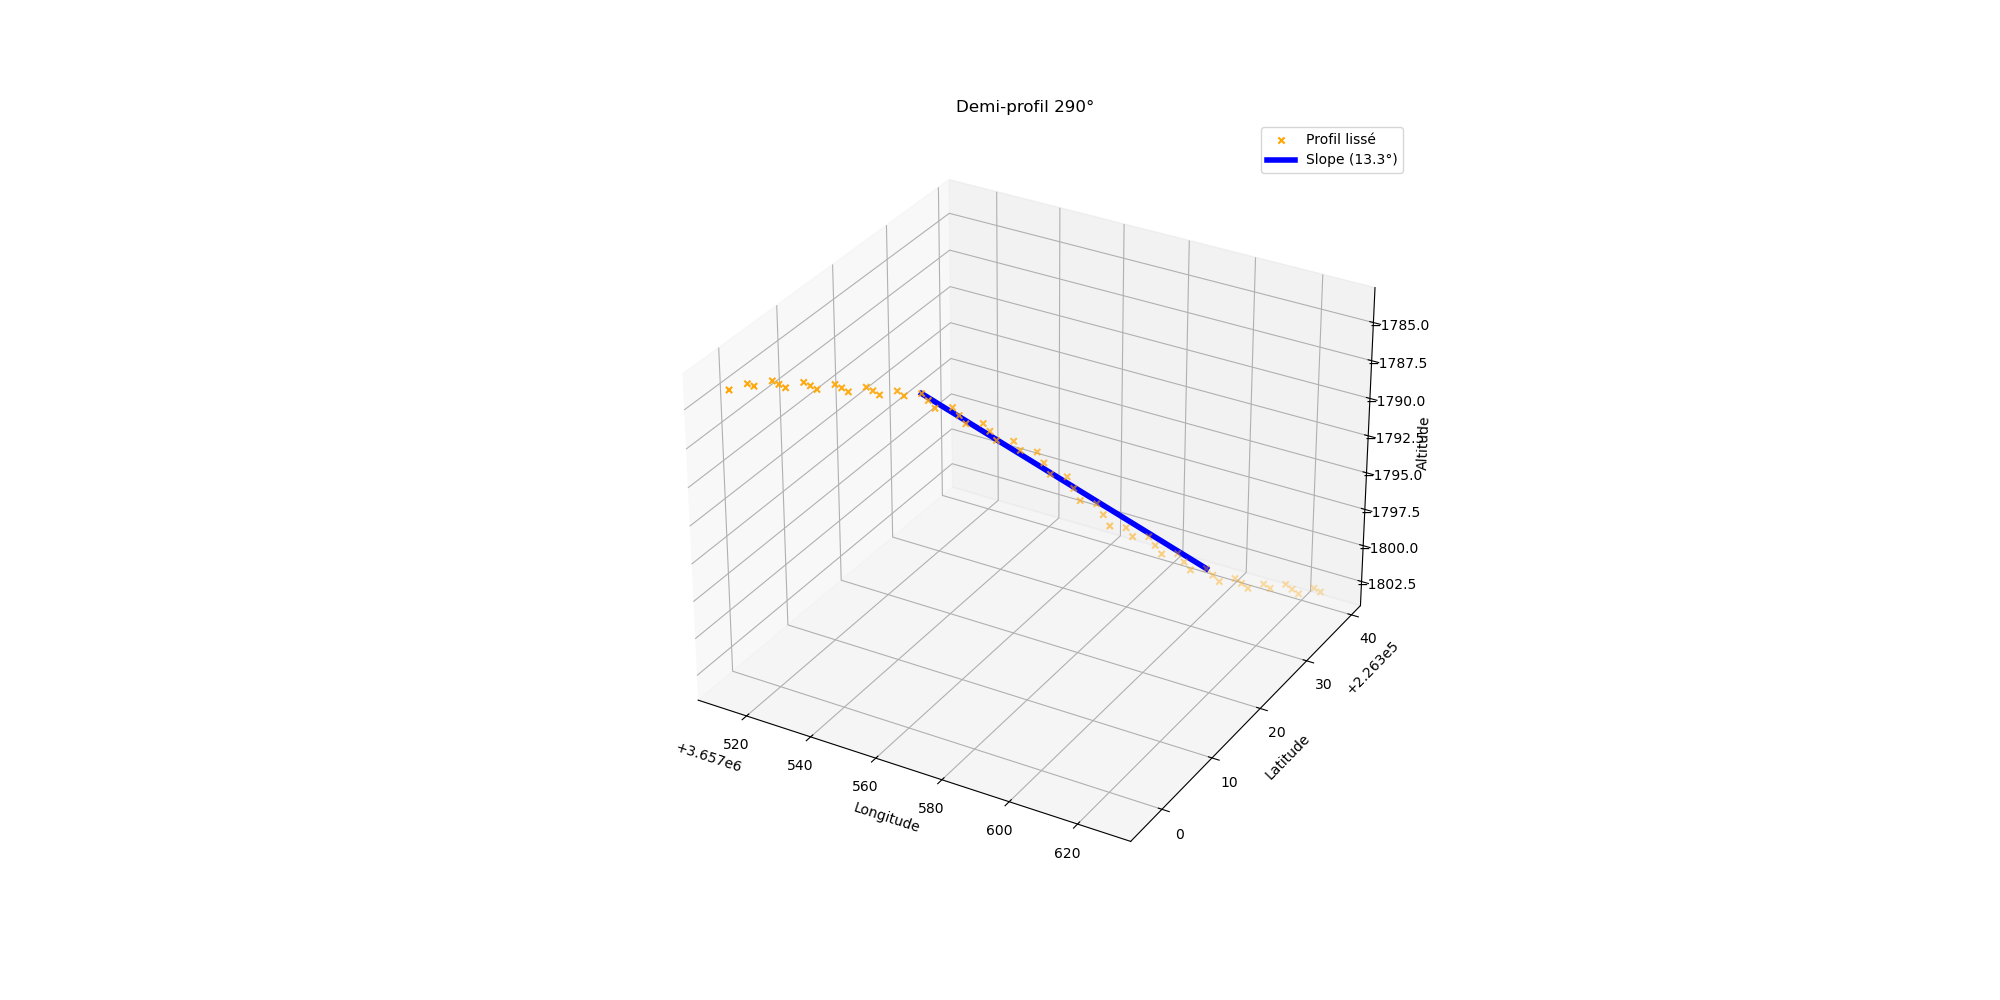 Demi-profil 290°
Profil lissé
Slope (13.3°)
−1785.0
−1787.5
−1790.0
−1792.5
−1795.0
−1797.5
−1800.0
−1802.5
Altitude
40
30
20
10
0
+2.263e5
Latitude
520
540
560
580
600
620
+3.657e6
Longitude